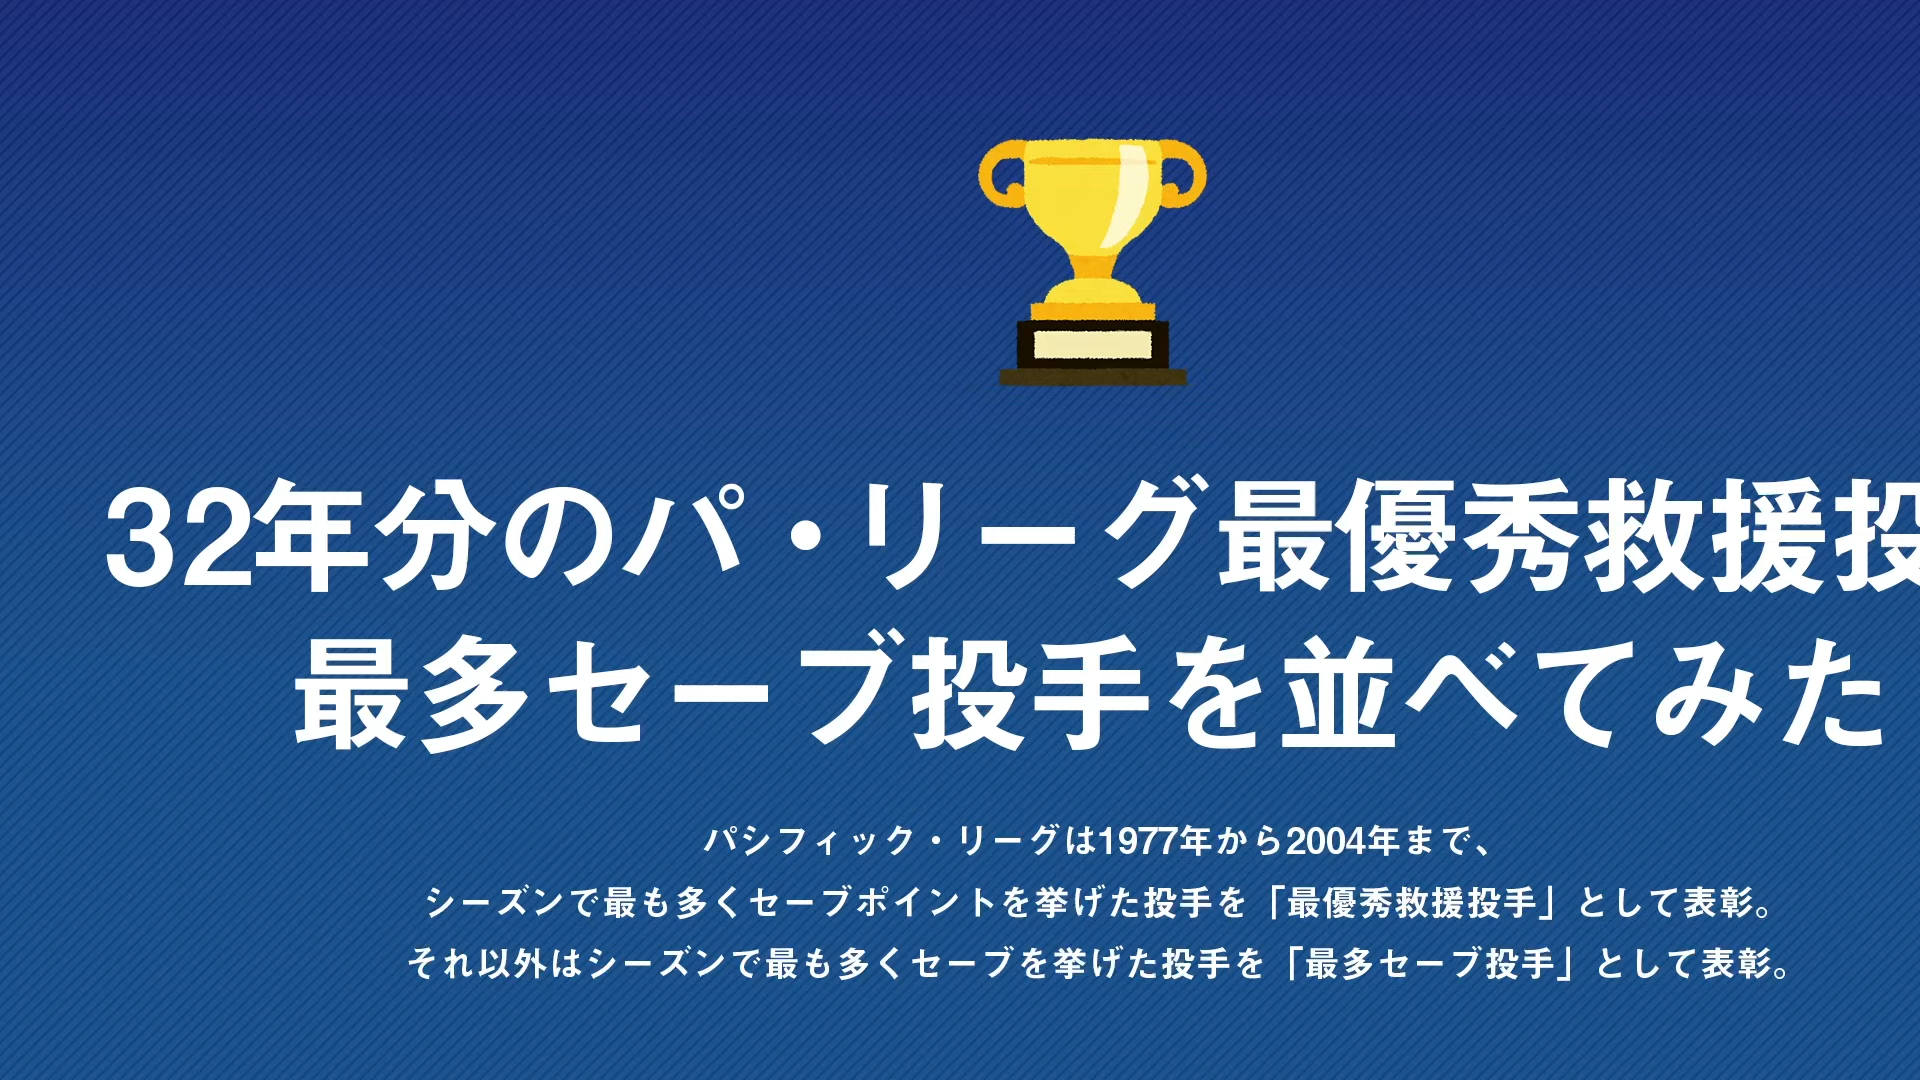 32年分のパ・リーグ最優秀救援投
最多セーブ投手を並べてみた
パシフィック・リーグは1977年から2004年まで、
シーズンで最も多くセーブポイントを挙げた投手を「最優秀救援投手」として表彰。
それ以外はシーズンで最も多くセーブを挙げた投手を「最多セーブ投手」として表彰。